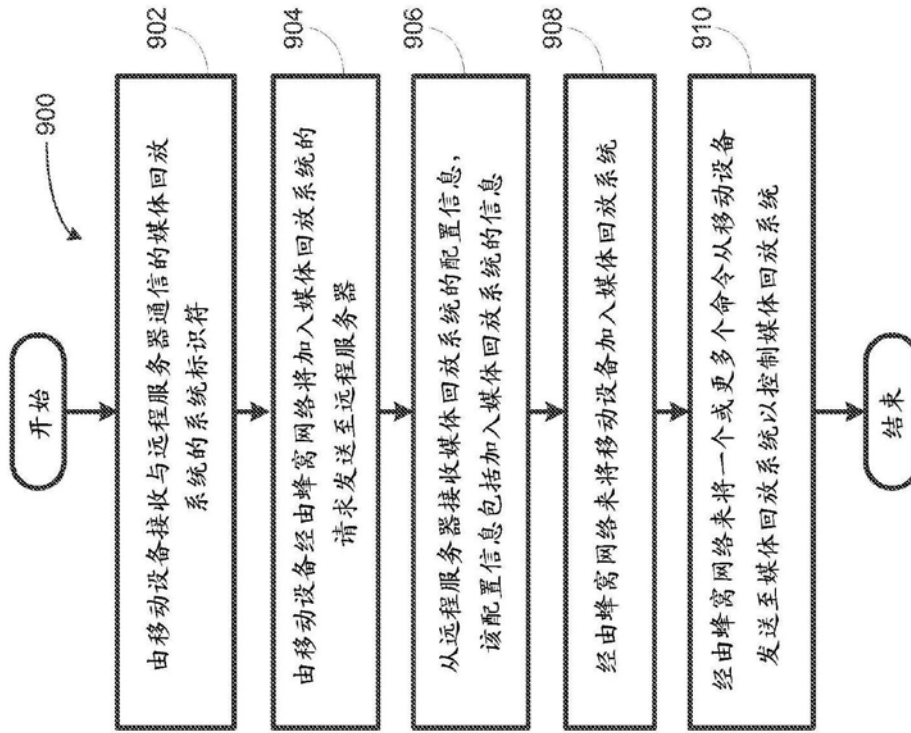 900
开始
由移动设备接收与远程服务器通信的媒体回放
系统的系统标识符
902
由移动设备经由蜂窝网络将加入媒体回放系统的
请求发送至远程服务器
904
从远程服务器接收媒体回放系统的配置信息，
该配置信息包括加入媒体回放系统的信息
906
经由蜂窝网络来将移动设备加入媒体回放系统
908
经由蜂窝网络来将一个或更多个命令从移动设备
发送至媒体回放系统以控制媒体回放系统
910
结束